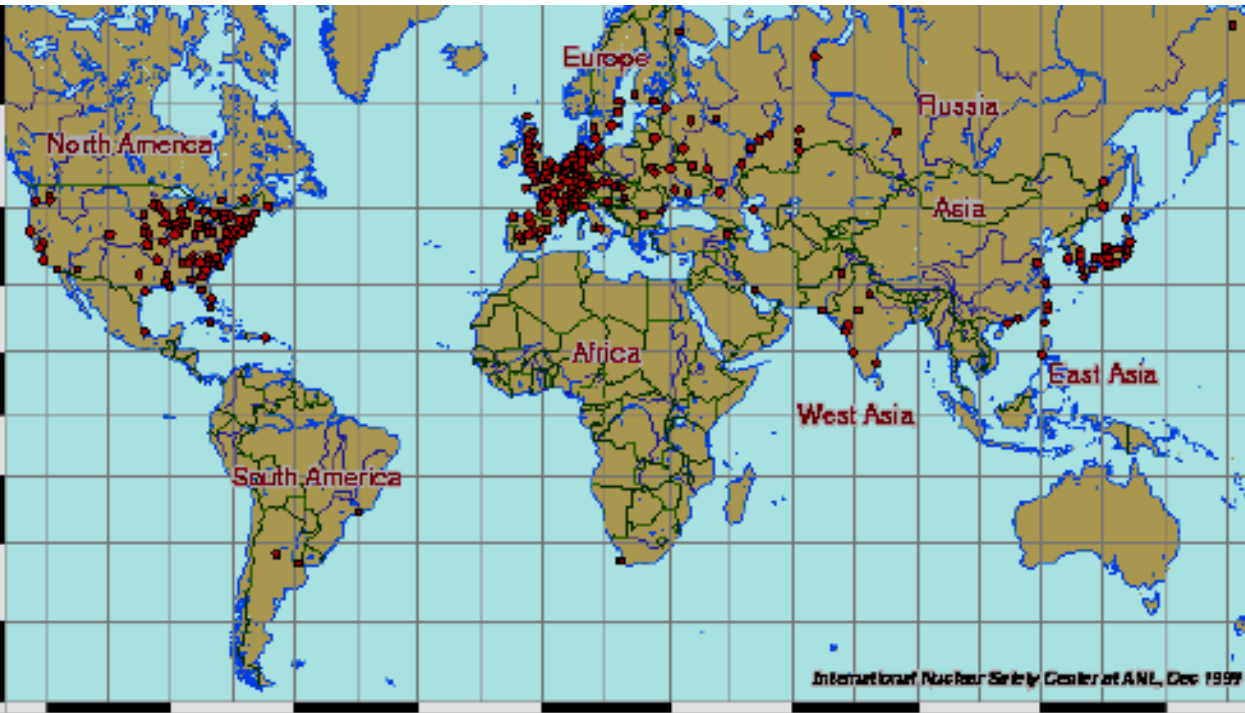 Europe
Russia
North America
Asia
Africa
East Asia
West Asia
South America
International Nuclear Safety Center at ANL, Dec 1999